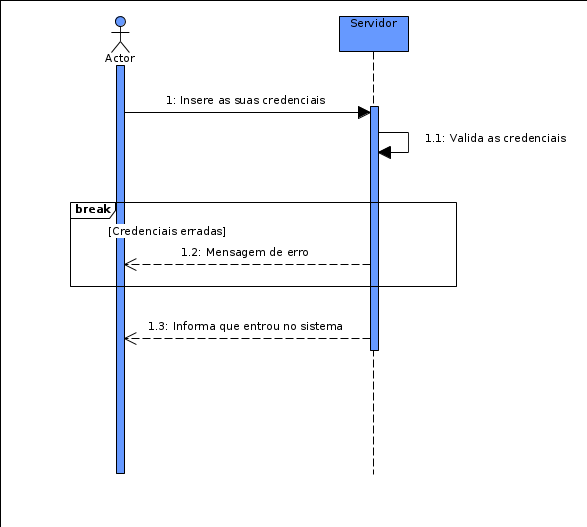 Servidor
Actor
1: Insere as suas credenciais
1.1: Valida as credenciais
break
[Credenciais erradas]
1.2: Mensagem de erro
1.3: Informa que entrou no sistema